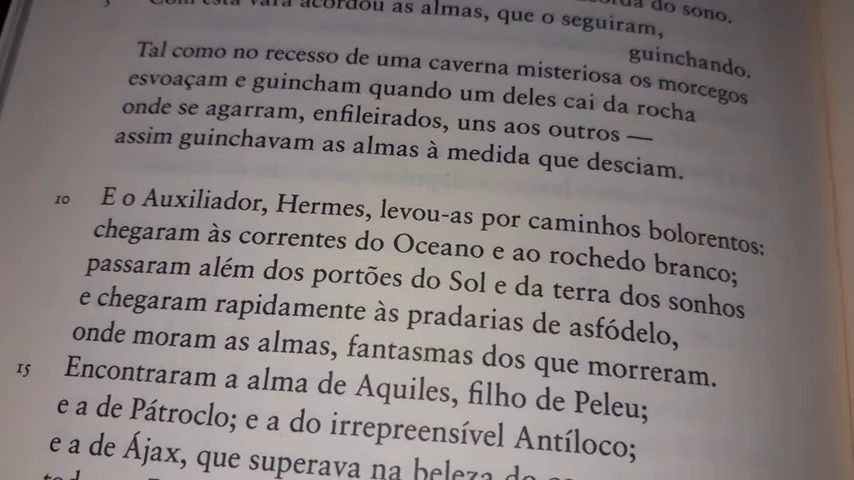 5 Com esta vara acordou as almas, que o seguiram,
guinchando.
Tal como no recesso de uma caverna misteriosa os morcegos
esvoaçam e guincham quando um deles cai da rocha
onde se agarram, enfileirados, uns aos outros —
assim guinchavam as almas à medida que desciam.
10 E o Auxiliador, Hermes, levou-as por caminhos bolorentos:
chegaram às correntes do Oceano e ao rochedo branco;
passaram além dos portões do Sol e da terra dos sonhos
e chegaram rapidamente às pradarias de asfódelo,
onde moram as almas, fantasmas dos que morreram.
15 Encontraram a alma de Aquiles, filho de Peleu;
e a de Pátroclo; e a do irrepreensível Antíloco;
e a de Ájax, que superava na beleza do